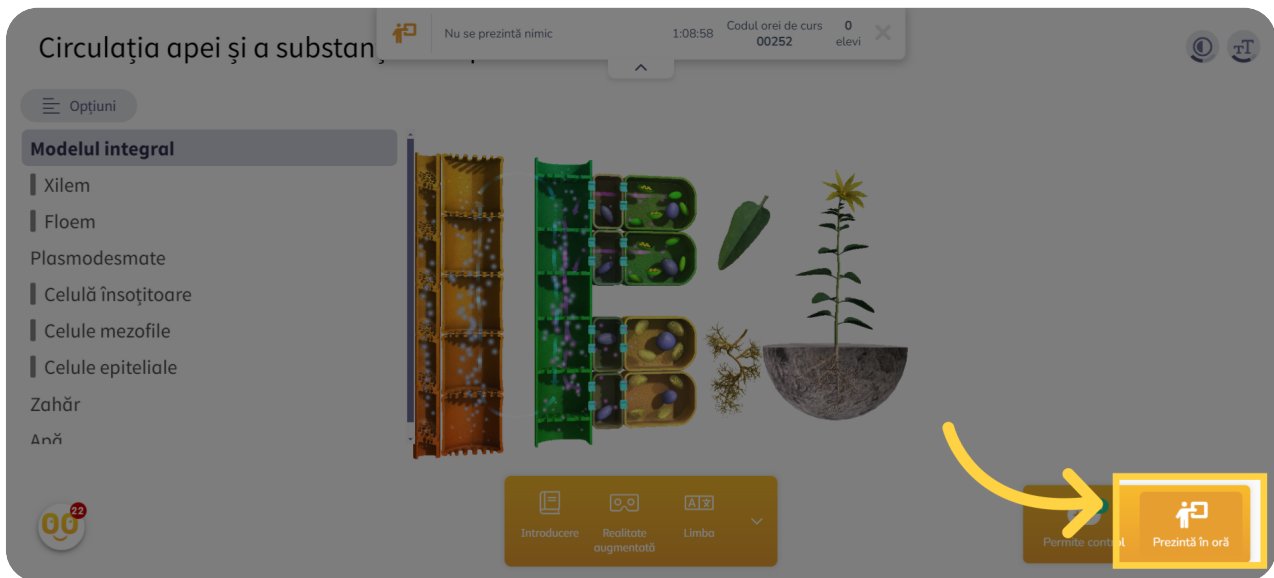 Circulația apei și a substan
Nu se prezintă nimic
1:08:58
Codul orei de curs
00252
0
elevi
TT
Opțiuni
Modelul integral
Xilem
Floem
Plasmodesmate
Celulă însoțitoare
Celule mezofile
Celule epiteliale
Zahăr
Apă
22
Introducere
Realitate
augmentată
A
Limba
Permite control
Prezintă în oră